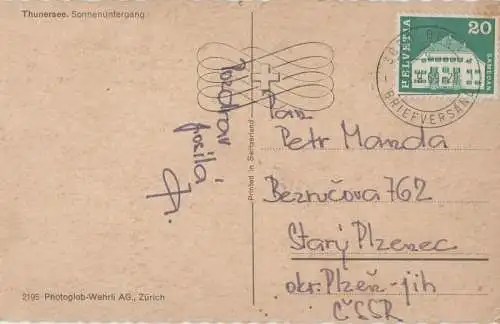 Thunersee. Sonnenuntergang
Pozdrav
posílá
Printed in Switzerland
HELVETIA
20
BRIEFVERSAND
Pan
Petr Manda
Bezručova 762
Starý Plzenec
okr. Plzeň-jih
ČSSR
2195 Photoglob-Wehrli AG., Zürich